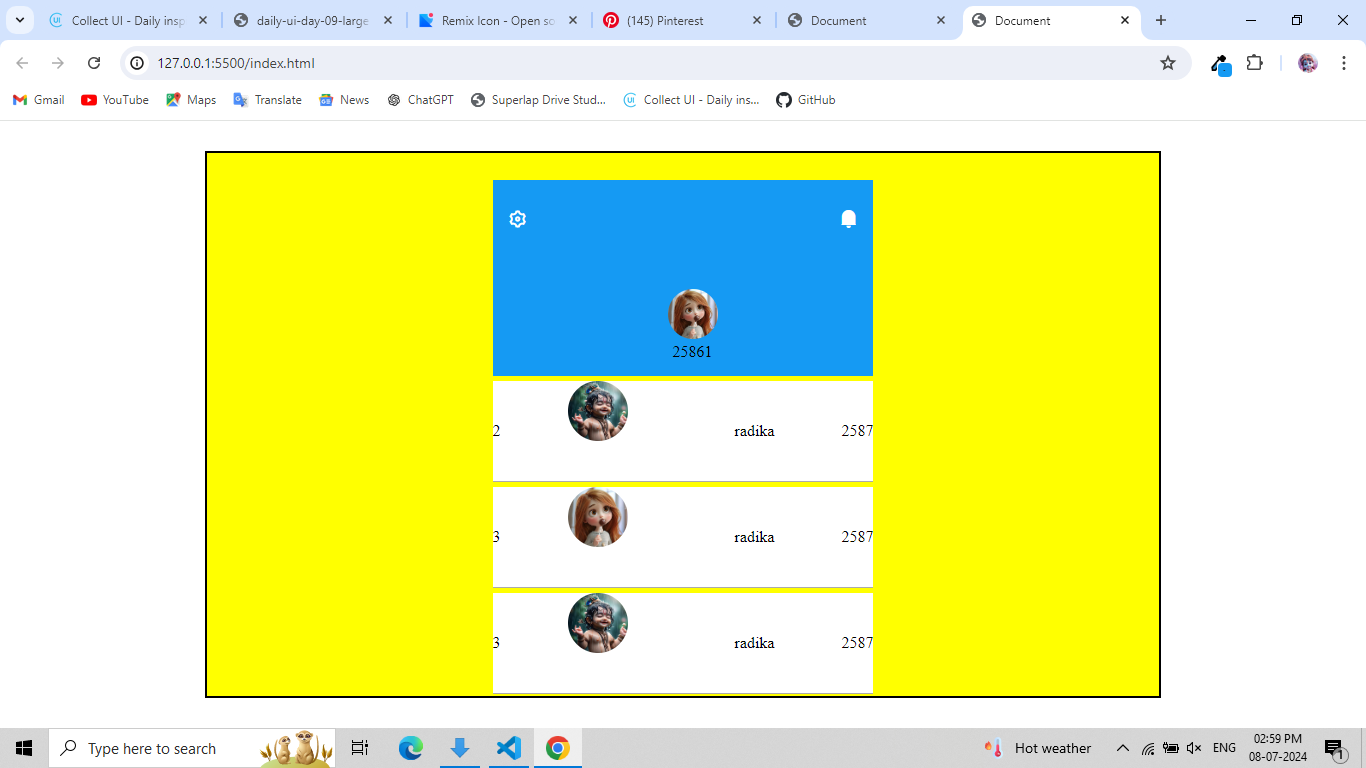 Collect UI - Daily insp
daily-ui-day-09-large
Remix Icon - Open so
(145) Pinterest
Document
Document
127.0.0.1:5500/index.html
Gmail
YouTube
Maps
Translate
News
ChatGPT
Superlap Drive Stud...
Collect UI - Daily ins...
GitHub
25861
2 radika 2587
3 radika 2587
3 radika 2587
Type here to search
Hot weather
ENG
02:59 PM
08-07-2024
1